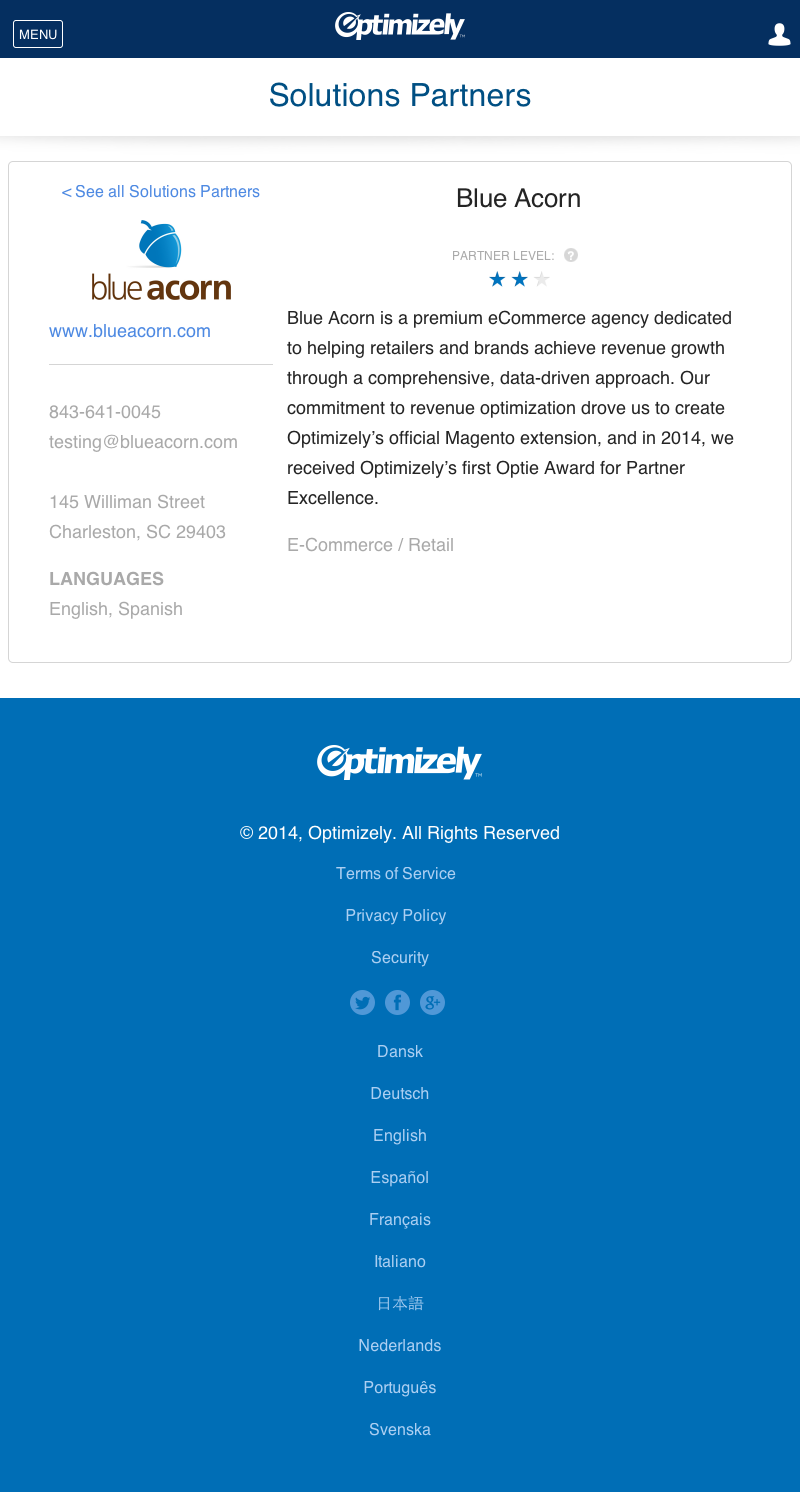 MENU
Optimizely™
Solutions Partners
< See all Solutions Partners
blue acorn
www.blueacorn.com
843-641-0045
testing@blueacorn.com
145 Williman Street
Charleston, SC 29403
LANGUAGES
English, Spanish
Blue Acorn
PARTNER LEVEL: ?
Blue Acorn is a premium eCommerce agency dedicated
to helping retailers and brands achieve revenue growth
through a comprehensive, data-driven approach. Our
commitment to revenue optimization drove us to create
Optimizely’s official Magento extension, and in 2014, we
received Optimizely’s first Optie Award for Partner
Excellence.
E-Commerce / Retail
Optimizely™
© 2014, Optimizely. All Rights Reserved
Terms of Service
Privacy Policy
Security
Dansk
Deutsch
English
Español
Français
Italiano
日本語
Nederlands
Português
Svenska